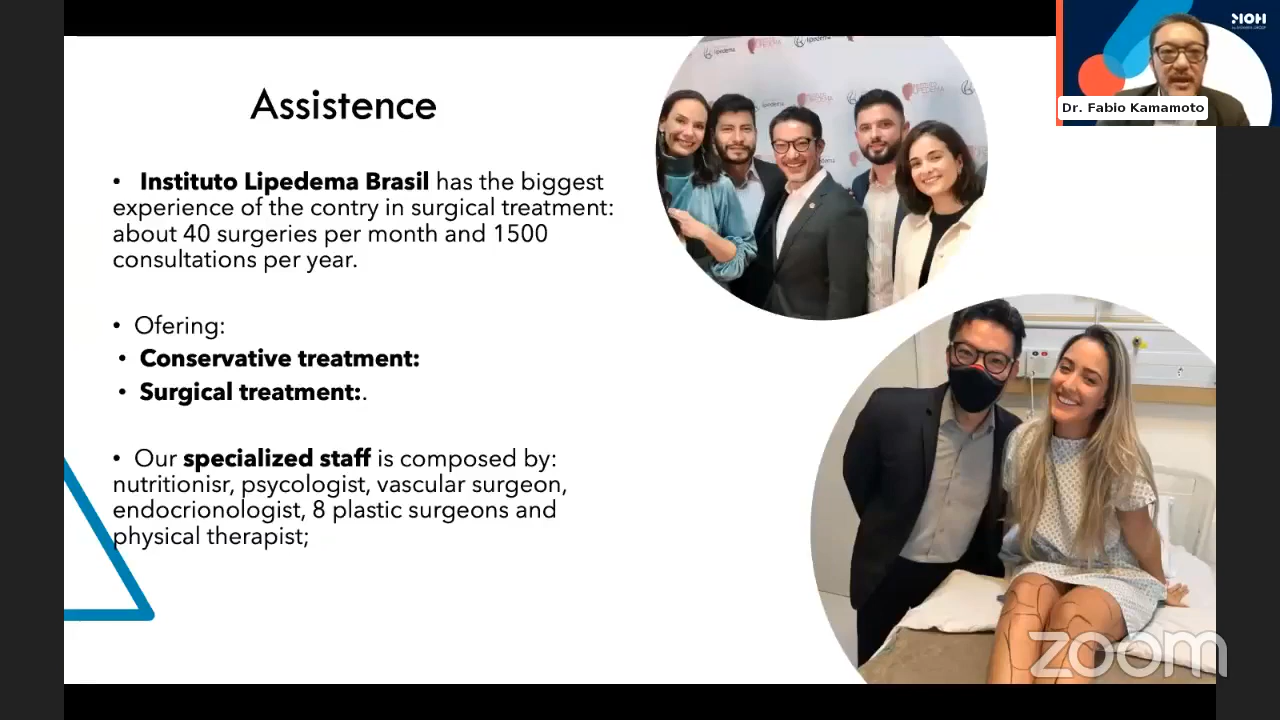 Assistence
• Instituto Lipedema Brasil has the biggest
experience of the contry in surgical treatment:
about 40 surgeries per month and 1500
consultations per year.
• Ofering:
• Conservative treatment:
• Surgical treatment:.
• Our specialized staff is composed by:
nutritionisr, psycologist, vascular surgeon,
endocrionologist, 8 plastic surgeons and
physical therapist;
Dr. Fabio Kamamoto
zoom